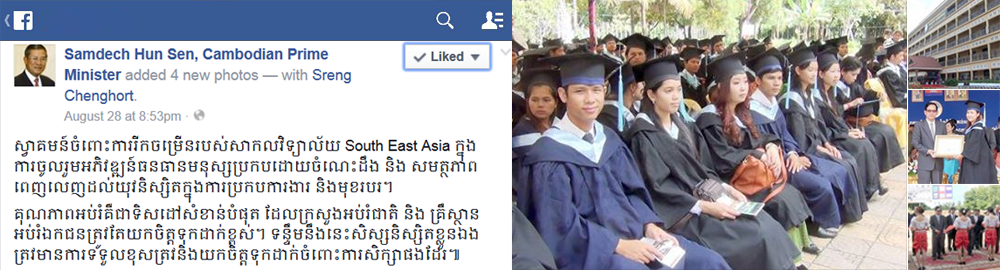 Samdech Hun Sen, Cambodian Prime
Minister added 4 new photos — with Sreng
Chenghort.
August 28 at 8:53pm ·
Liked
ស្វាគមន៍ចំពោះការរីកចម្រើនរបស់សាកលវិទ្យាល័យ South East Asia ក្នុង
ការចូលរួមអភិវឌ្ឍន៍ធនធានមនុស្សប្រកបដោយចំណេះដឹង និង សមត្ថភាព
ពេញលេញដល់យុវនិស្សិតក្នុងការប្រកបការងារ និងមុខរបរ។
គុណភាពអប់រំគឺជាទិសដៅសំខាន់បំផុត ដែលក្រសួងអប់រំជាតិ និង គ្រឹស្ថាន
អប់រំឯកជនត្រូវតែយកចិត្តទុកដាក់ខ្ពស់។ ទន្ទឹមនឹងនេះសិស្សនិស្សិតខ្លួនឯង
ត្រូវមានការទទួលខុសត្រូវនិងយកចិត្តទុកដាក់ចំពោះការសិក្សាផងដែរ៕